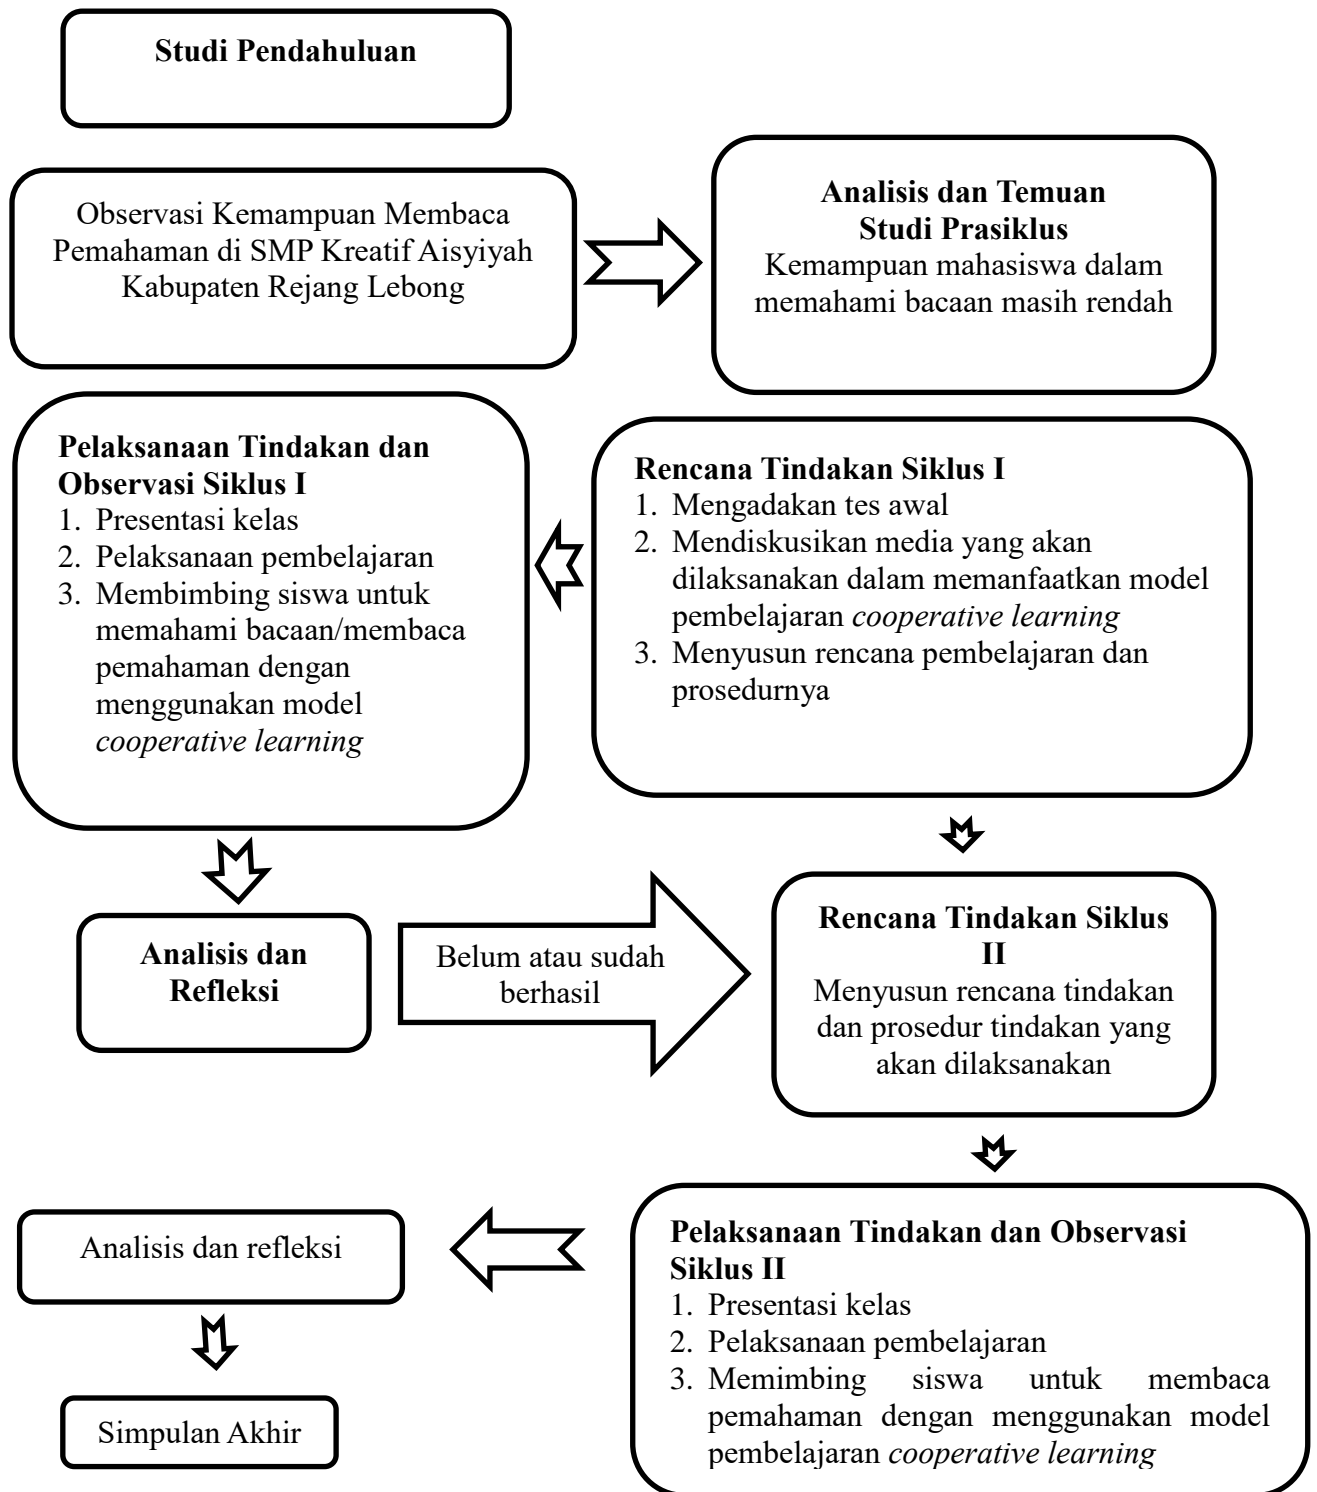 Studi Pendahuluan
Observasi Kemampuan Membaca
Pemahaman di SMP Kreatif Aisyiyah
Kabupaten Rejang Lebong
Analisis dan Temuan
Studi Prasiklus
Kemampuan mahasiswa dalam
memahami bacaan masih rendah
Rencana Tindakan Siklus I
1. Mengadakan tes awal
2. Mendiskusikan media yang akan
dilaksanakan dalam memanfaatkan model
pembelajaran cooperative learning
3. Menyusun rencana pembelajaran dan
prosedurnya
Pelaksanaan Tindakan dan
Observasi Siklus I
1. Presentasi kelas
2. Pelaksanaan pembelajaran
3. Membimbing siswa untuk
memahami bacaan/membaca
pemahaman dengan
menggunakan model
cooperative learning
Analisis dan
Refleksi
Belum atau sudah
berhasil
Rencana Tindakan Siklus
II
Menyusun rencana tindakan
dan prosedur tindakan yang
akan dilaksanakan
Pelaksanaan Tindakan dan Observasi
Siklus II
1. Presentasi kelas
2. Pelaksanaan pembelajaran
3. Memimbing siswa untuk membaca
pemahaman dengan menggunakan model
pembelajaran cooperative learning
Analisis dan refleksi
Simpulan Akhir